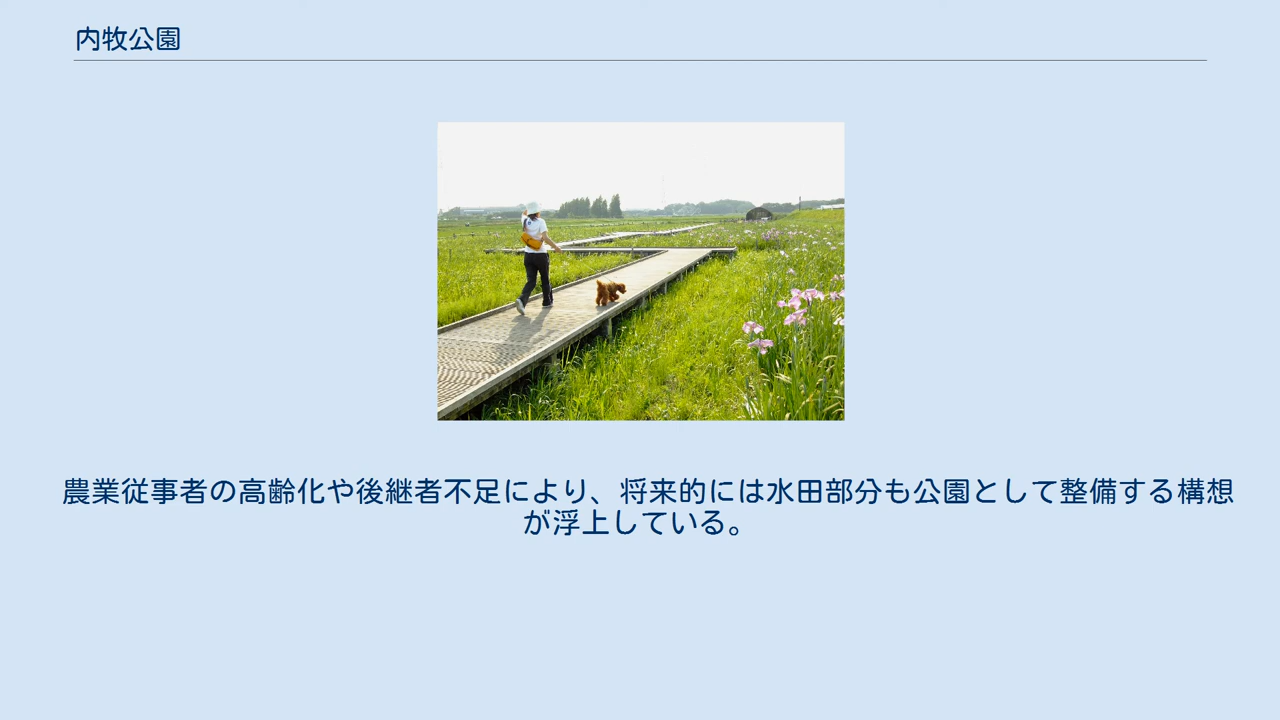 内牧公園
農業従事者の高齢化や後継者不足により、将来的には水田部分も公園として整備する構想
が浮上している。